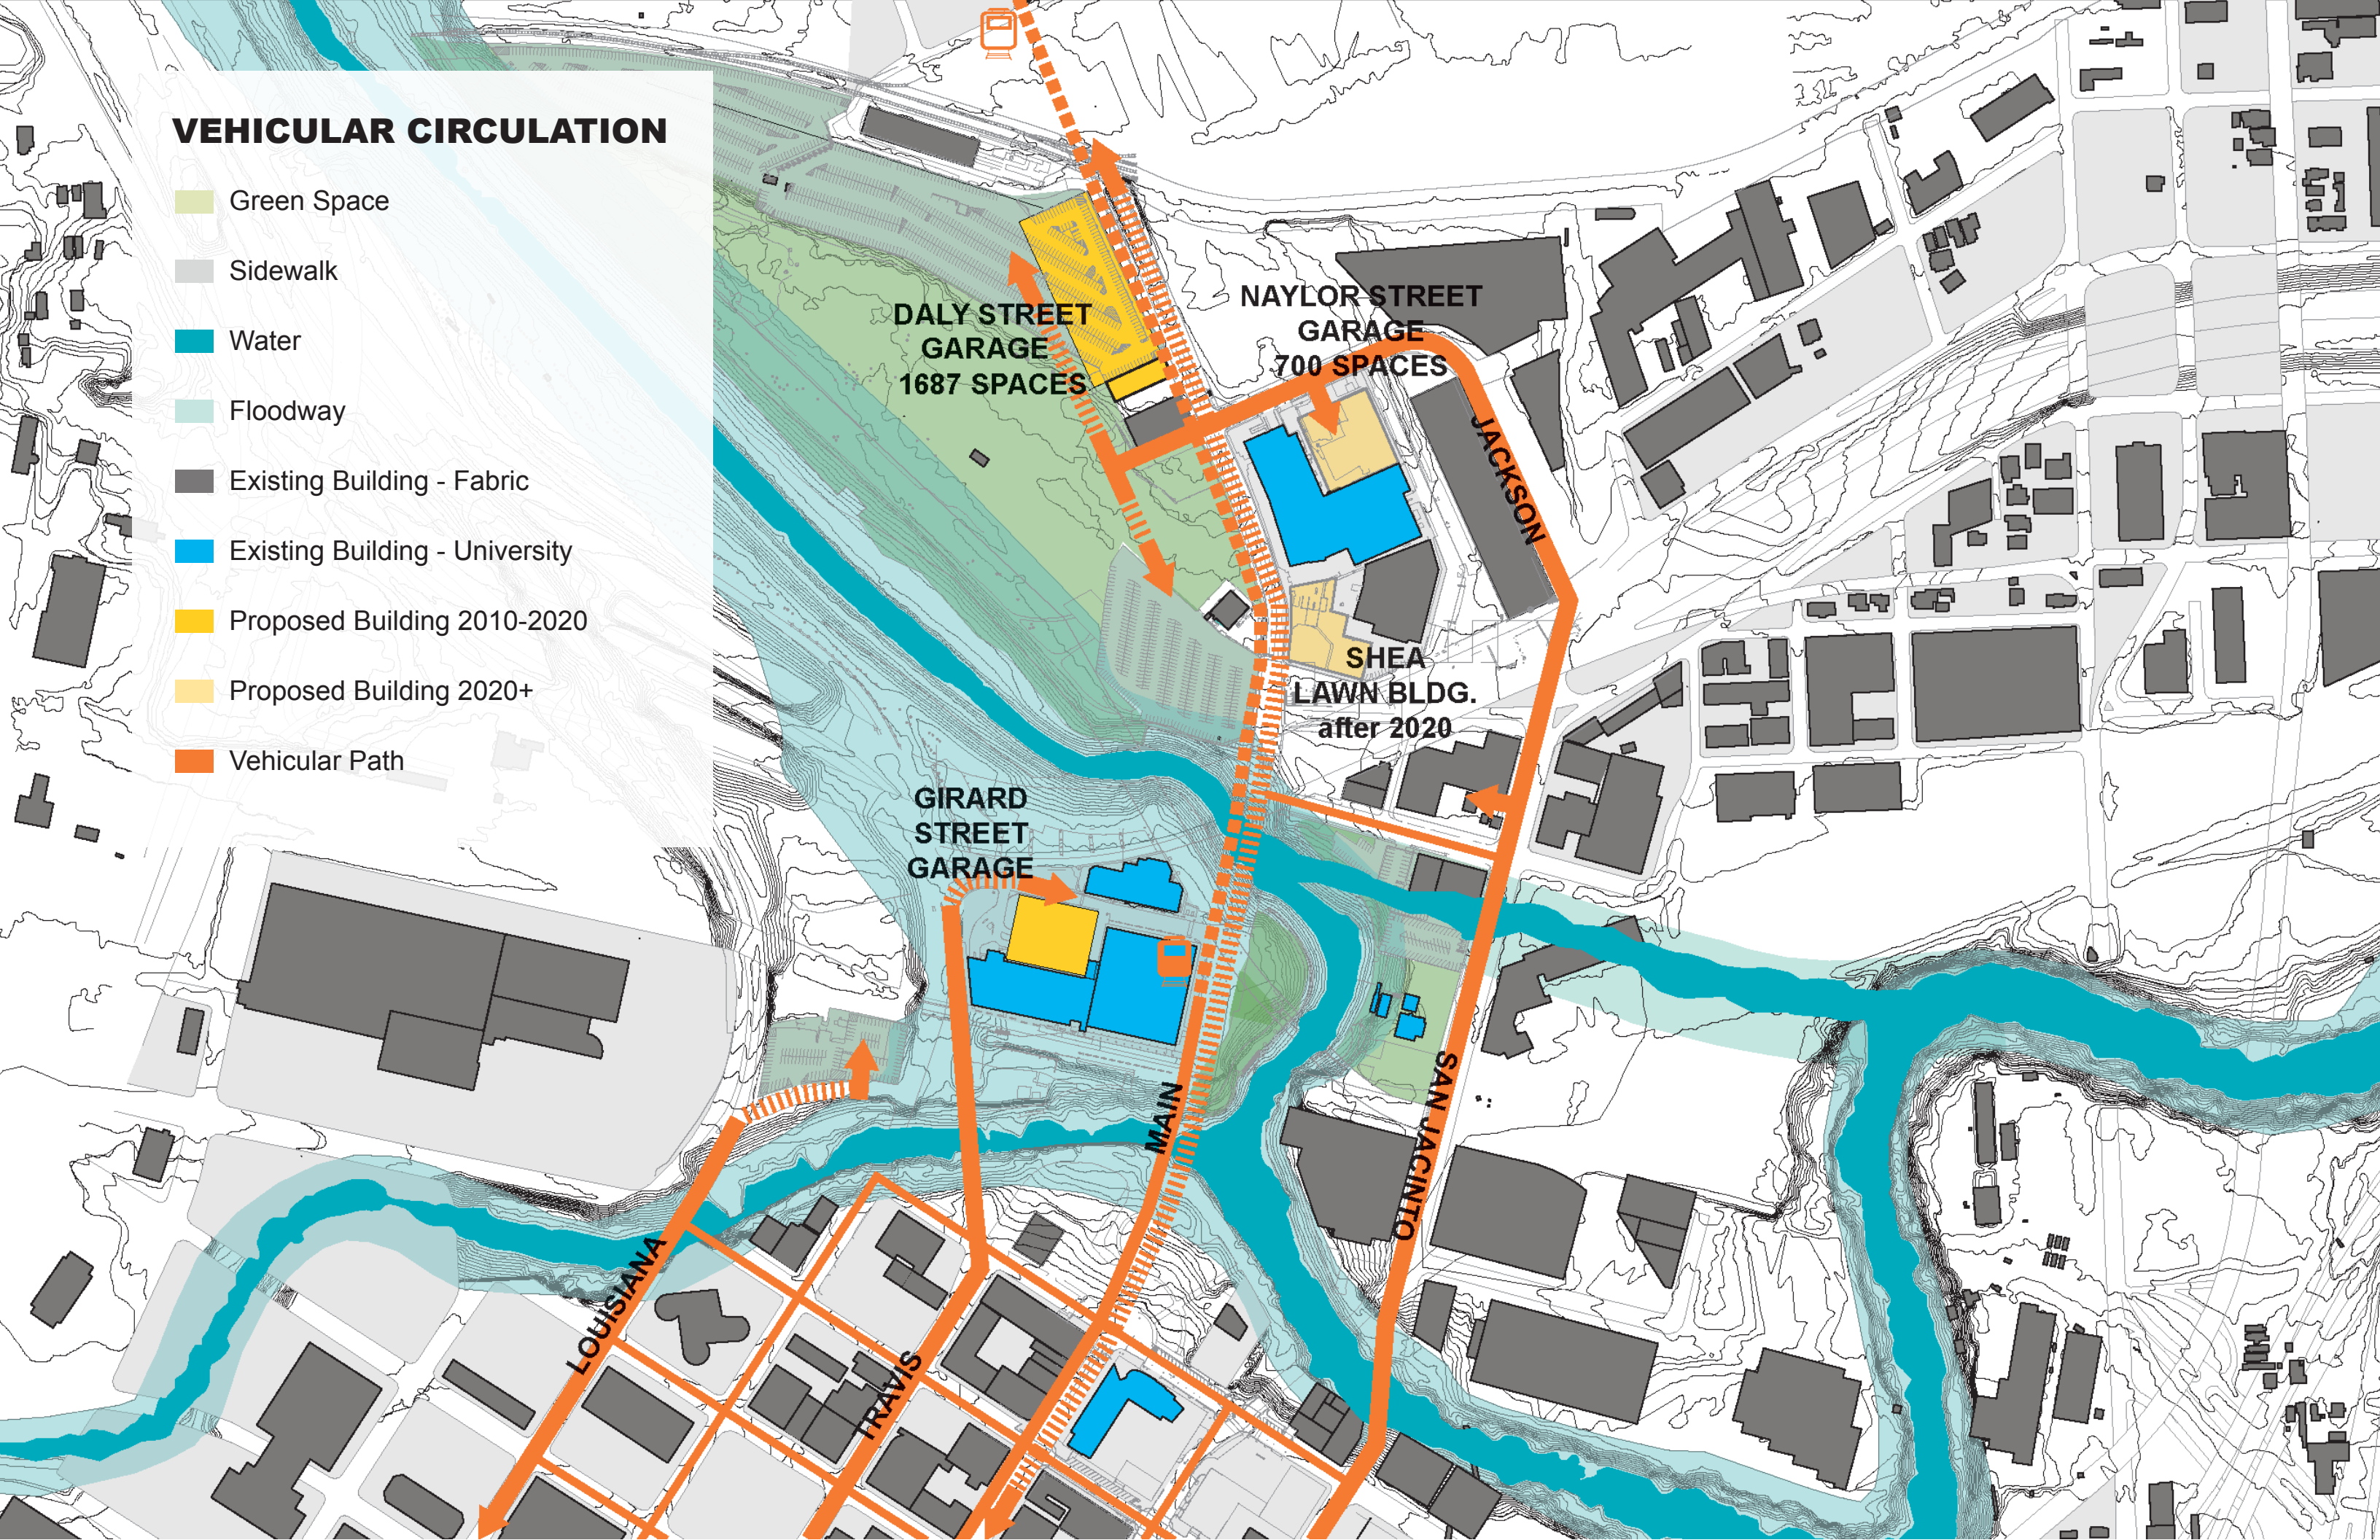 VEHICULAR CIRCULATION
Green Space
Sidewalk
Water
Floodway
Existing Building - Fabric
Existing Building - University
Proposed Building 2010-2020
Proposed Building 2020+
Vehicular Path
DALY STREET
GARAGE
1687 SPACES
NAYLOR STREET
GARAGE
700 SPACES
JACKSON
SHEA
LAWN BLDG.
after 2020
GIRARD
STREET
GARAGE
MAIN
SAN JACINTO
LOUISIANA
TRAVIS